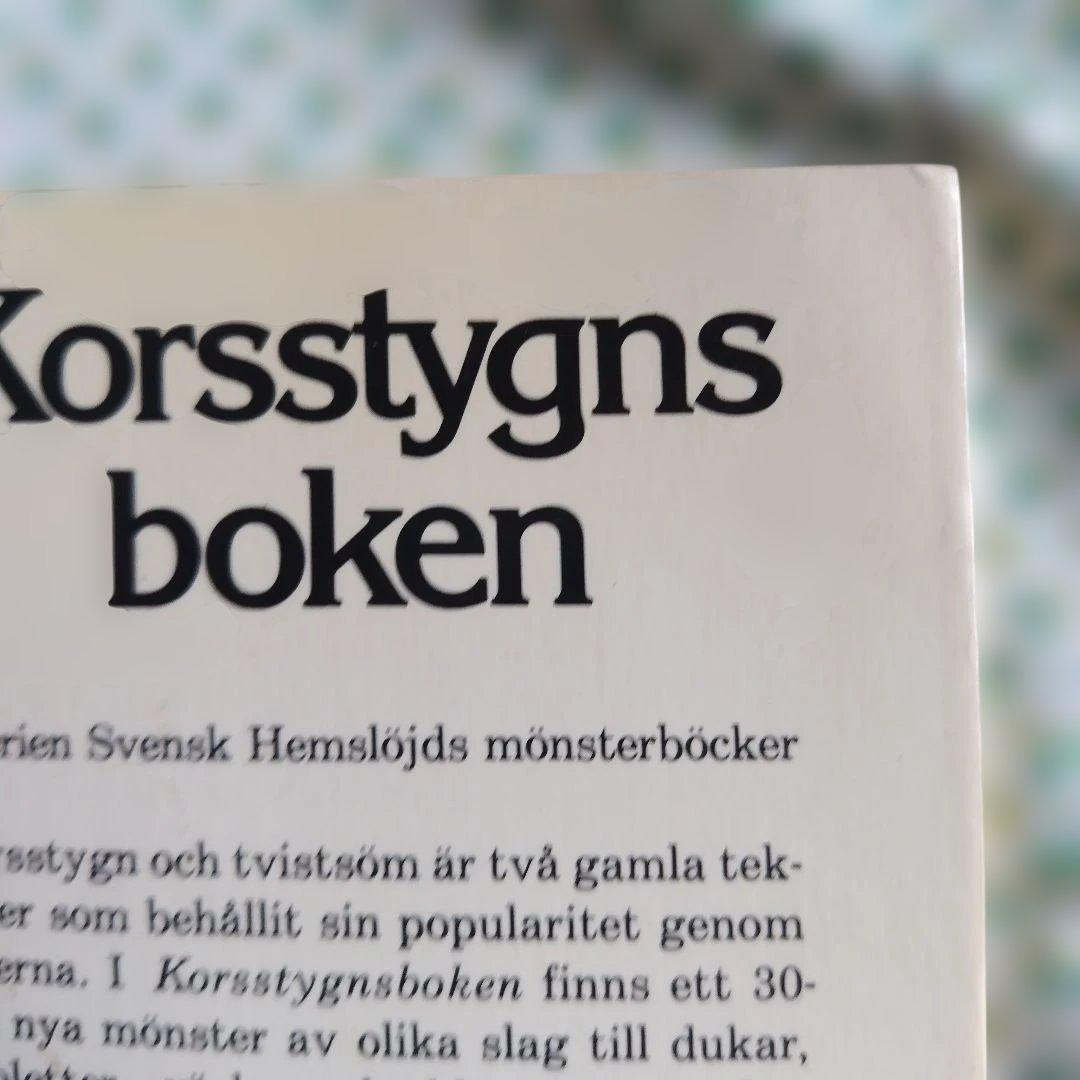 Korsstygns
boken
rien Svensk Hemslöjds mönsterböcker
rsstygn och tvistsöm är två gamla tek-
er som behållit sin popularitet genom
erna. I Korsstygnsboken finns ett 30-
nya mönster av olika slag till dukar,